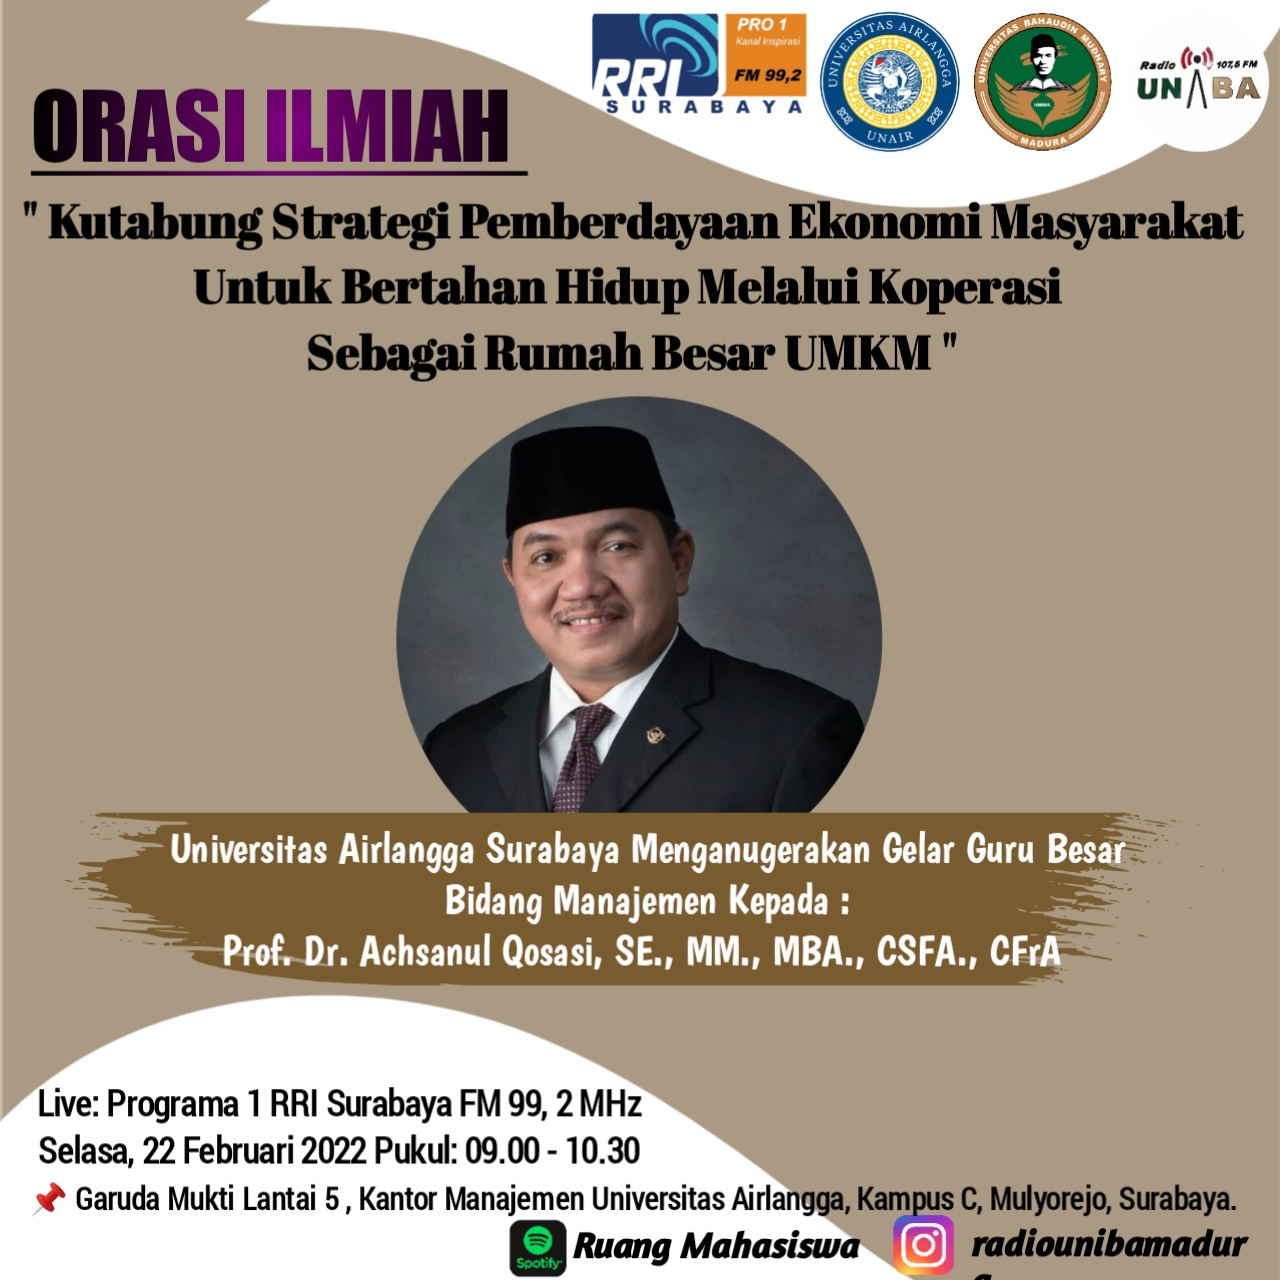 RRI
SURABAYA
PRO 1
Kanal Inspirasi
FM 99,2
UNIVERSITAS AIRLANGGA
UNAIR
UNIVERSITAS BAHAUDIN MUDHARY
UNIBA
MADURA
Radio
107,5 FM
UNIBA
ORASI ILMIAH
" Kutabung Strategi Pemberdayaan Ekonomi Masyarakat
Untuk Bertahan Hidup Melalui Koperasi
Sebagai Rumah Besar UMKM "
Universitas Airlangga Surabaya Menganugerakan Gelar Guru Besar
Bidang Manajemen Kepada :
Prof. Dr. Achsanul Qosasi, SE., MM., MBA., CSFA., CFrA
Live: Programa 1 RRI Surabaya FM 99, 2 MHz
Selasa, 22 Februari 2022 Pukul: 09.00 - 10.30
Garuda Mukti Lantai 5 , Kantor Manajemen Universitas Airlangga, Kampus C, Mulyorejo, Surabaya.
Spotify
Ruang Mahasiswa
radiounibamadur